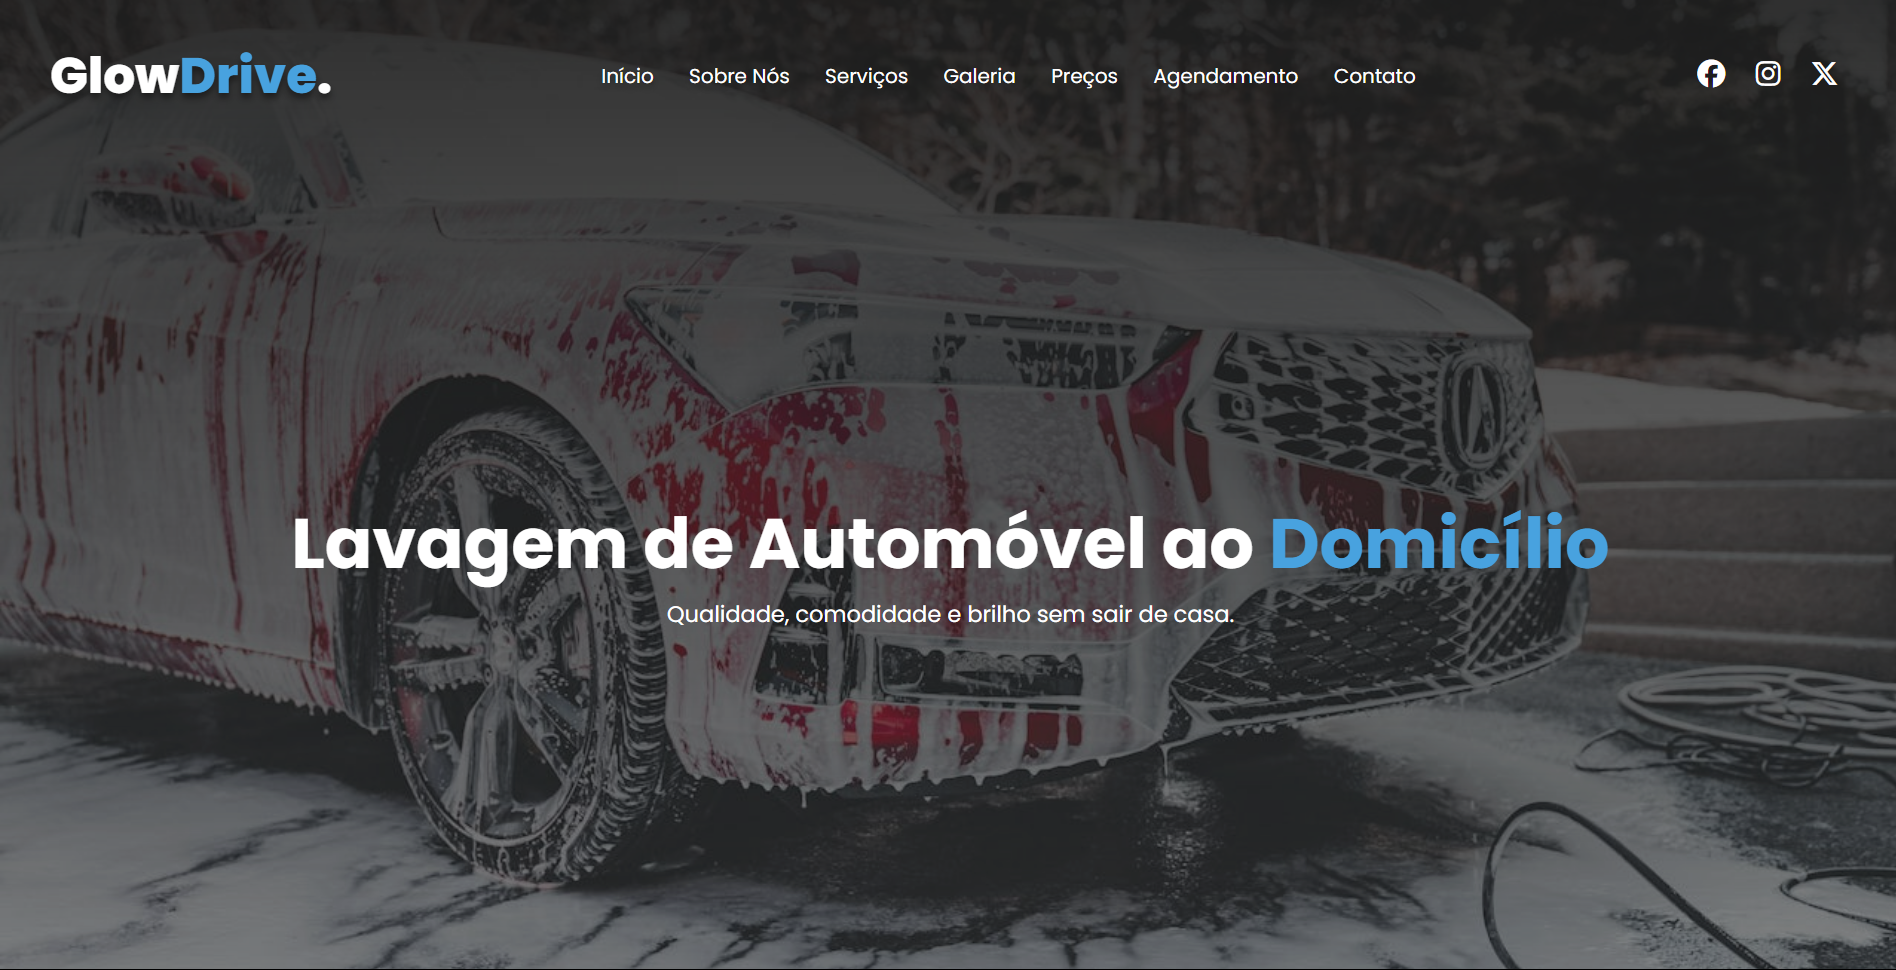 GlowDrive.
Início Sobre Nós Serviços Galeria Preços Agendamento Contato
Lavagem de Automóvel ao Domicílio
Qualidade, comodidade e brilho sem sair de casa.